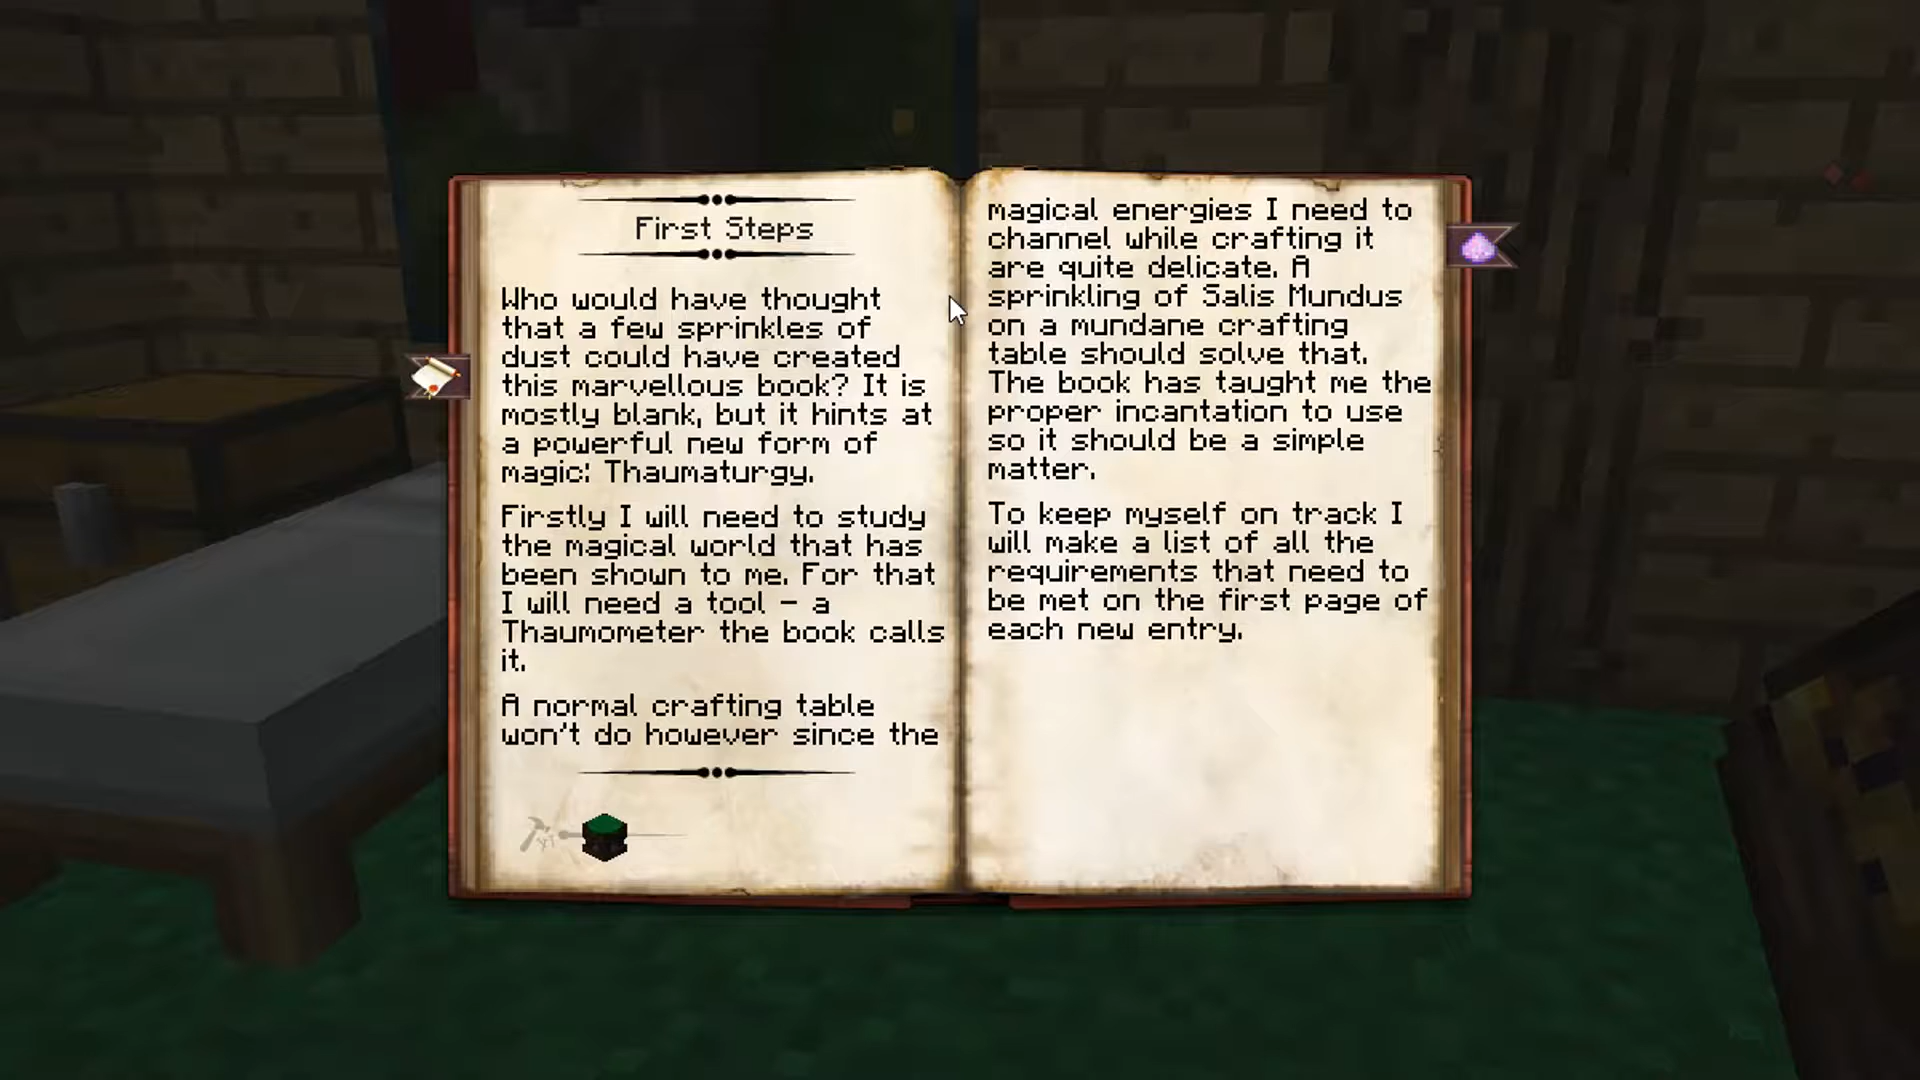 First Steps
Who would have thought
that a few sprinkles of
dust could have created
this marvellous book? It is
mostly blank, but it hints at
a powerful new form of
magic: Thaumaturgy.
Firstly I will need to study
the magical world that has
been shown to me. For that
I will need a tool - a
Thaumometer the book calls
it.
A normal crafting table
won't do however since the
magical energies I need to
channel while crafting it
are quite delicate. A
sprinkling of Salis Mundus
on a mundane crafting
table should solve that.
The book has taught me the
proper incantation to use
so it should be a simple
matter.
To keep myself on track I
will make a list of all the
requirements that need to
be met on the first page of
each new entry.